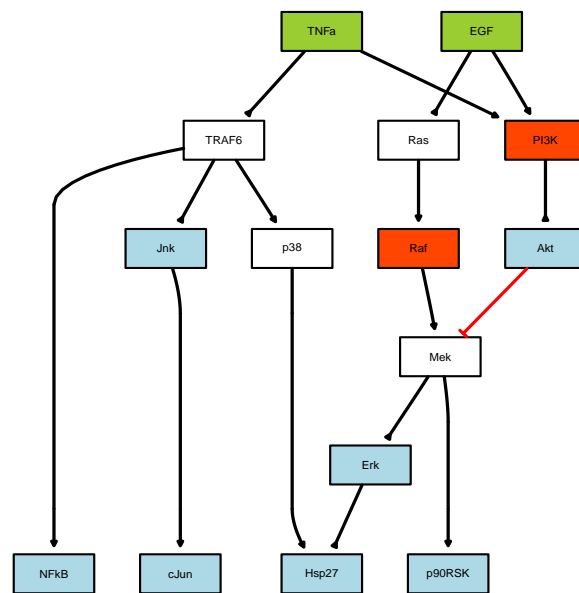 TNFa
EGF
TRAF6
Ras
PI3K
Jnk
p38
Raf
Akt
Mek
Erk
NFkB
cJun
Hsp27
p90RSK